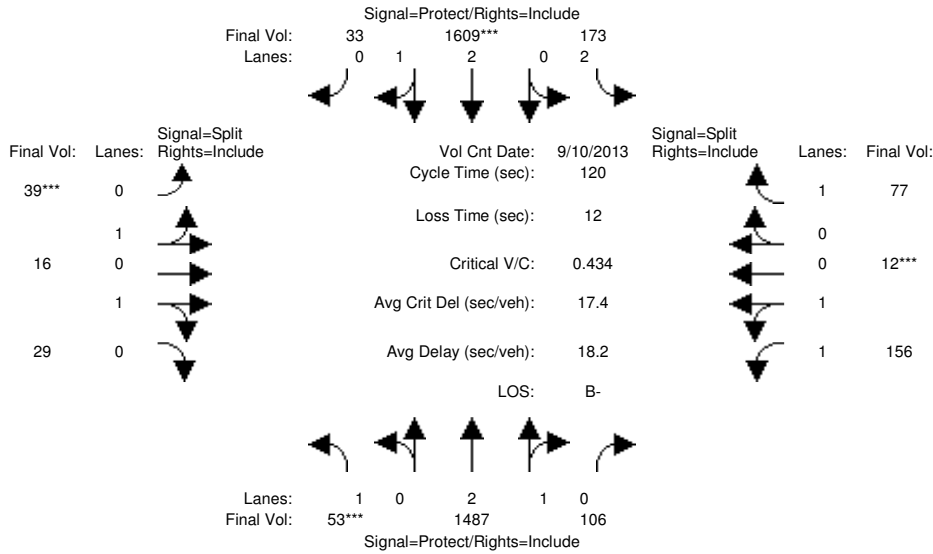 Signal=Protect/Rights=Include
Final Vol: 33 1609*** 173
Lanes: 0 1 2 0 2
Signal=Split
Final Vol: Lanes: Rights=Include
Vol Cnt Date: 9/10/2013
Signal=Split
Rights=Include Lanes: Final Vol:
Cycle Time (sec): 120
39*** 0
1 77
Loss Time (sec): 12
1
0
16 0
Critical V/C: 0.434
0 12***
1
Avg Crit Del (sec/veh): 17.4
1
29 0
Avg Delay (sec/veh): 18.2
1 156
LOS: B-
Lanes: 1 0 2 1 0
Final Vol: 53*** 1487 106
Signal=Protect/Rights=Include